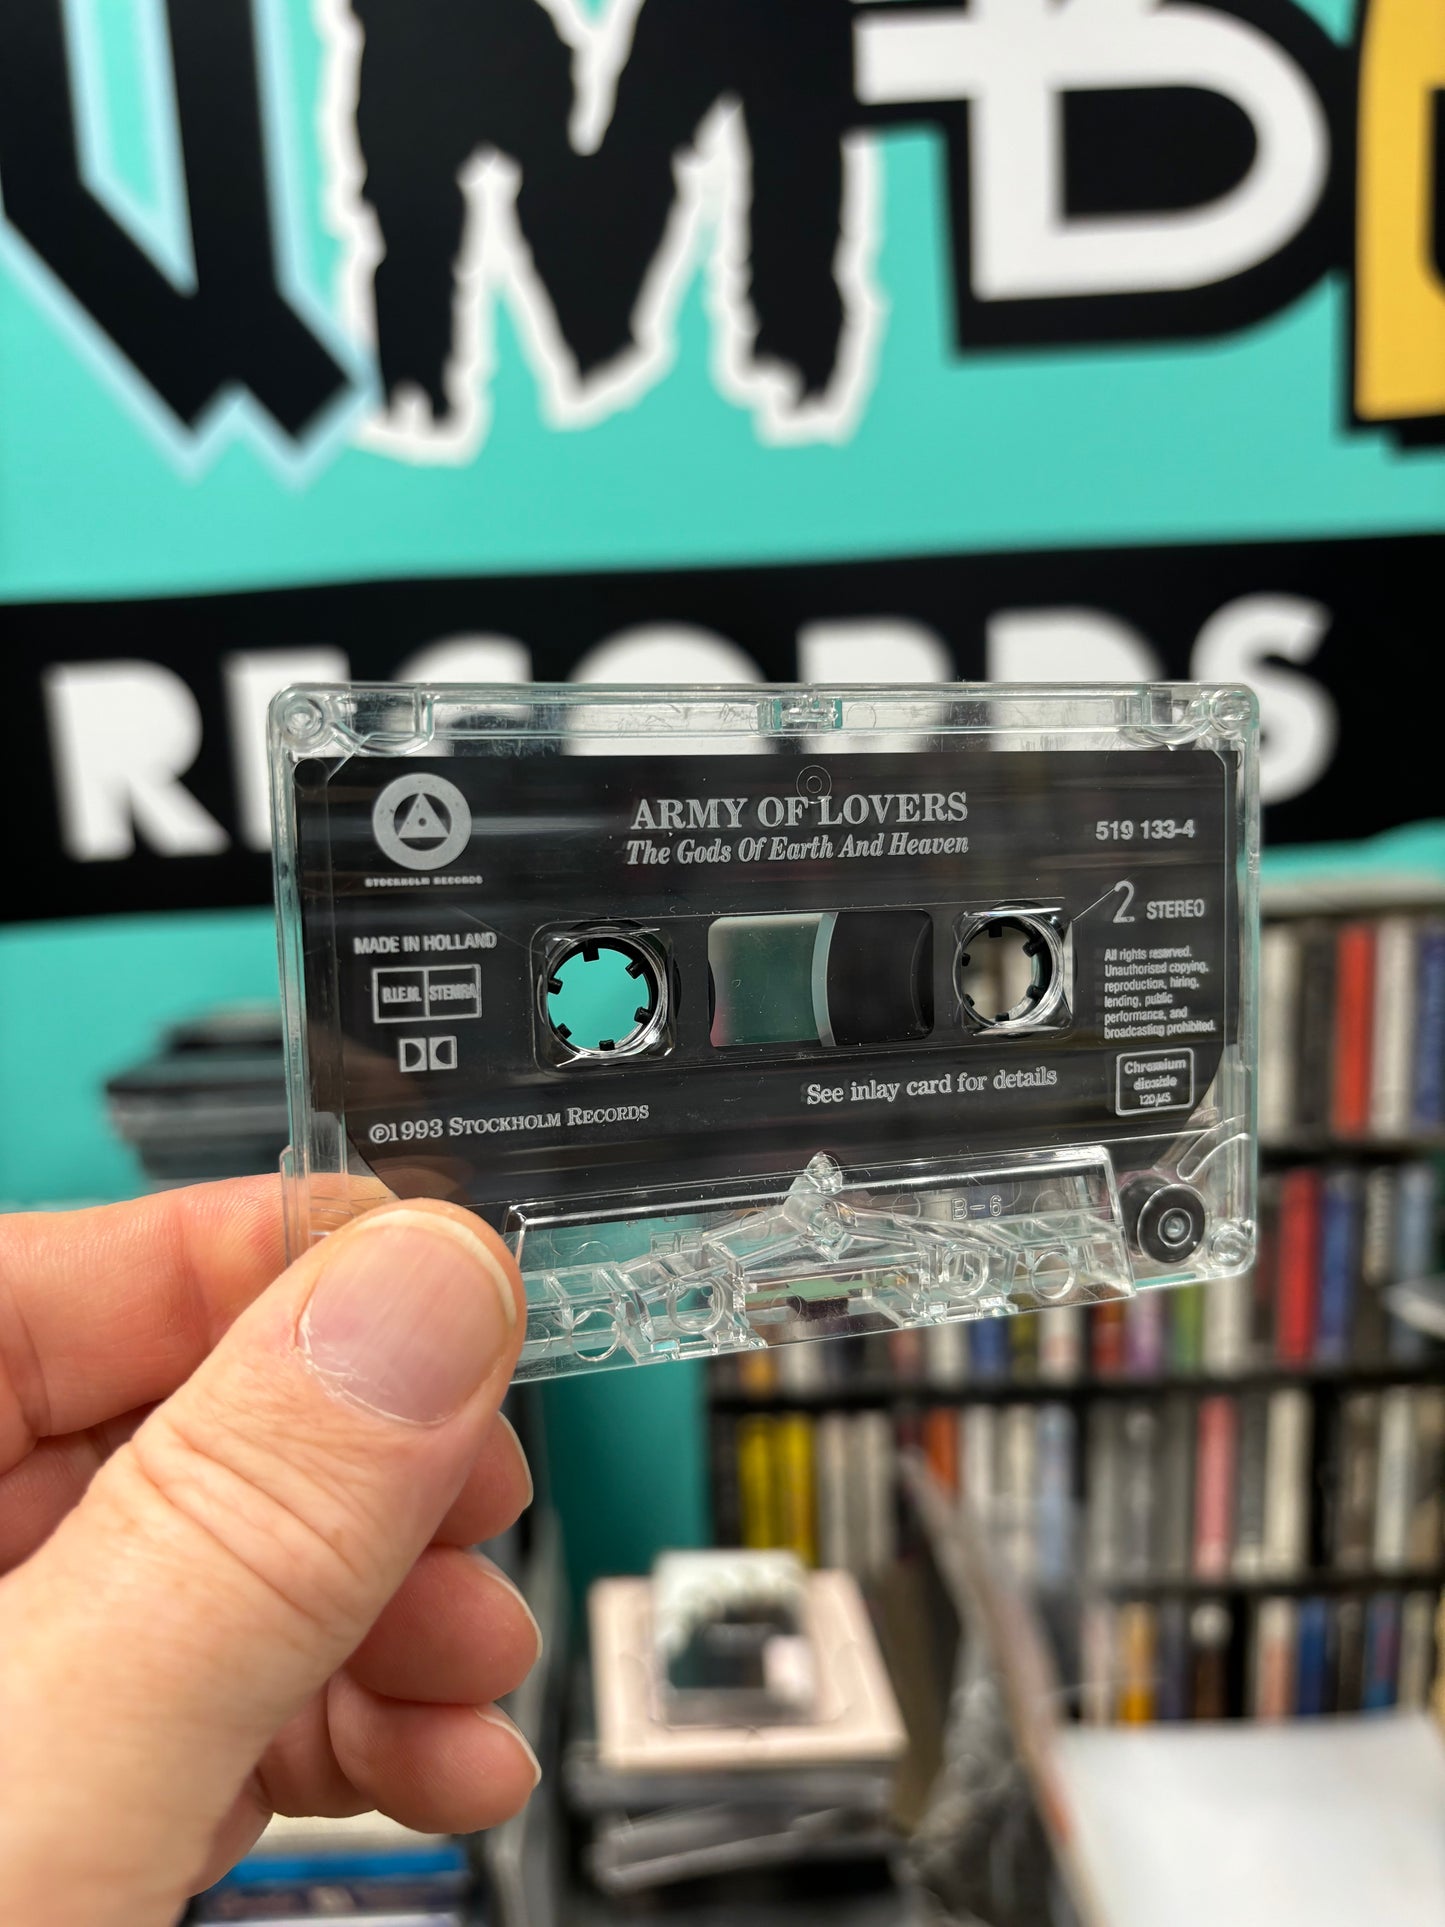 RECORDS
ARMY OF LOVERS
The Gods Of Earth And Heaven
519 133-4
STOCKHOLM RECORDS
2 STEREO
MADE IN HOLLAND
B.I.E.M. STEMRA
All rights reserved.
Unauthorised copying,
reproduction, hiring,
lending, public
performance, and
broadcasting prohibited.
Chromium
dioxide
120µS
See inlay card for details
℗1993 STOCKHOLM RECORDS
B-6